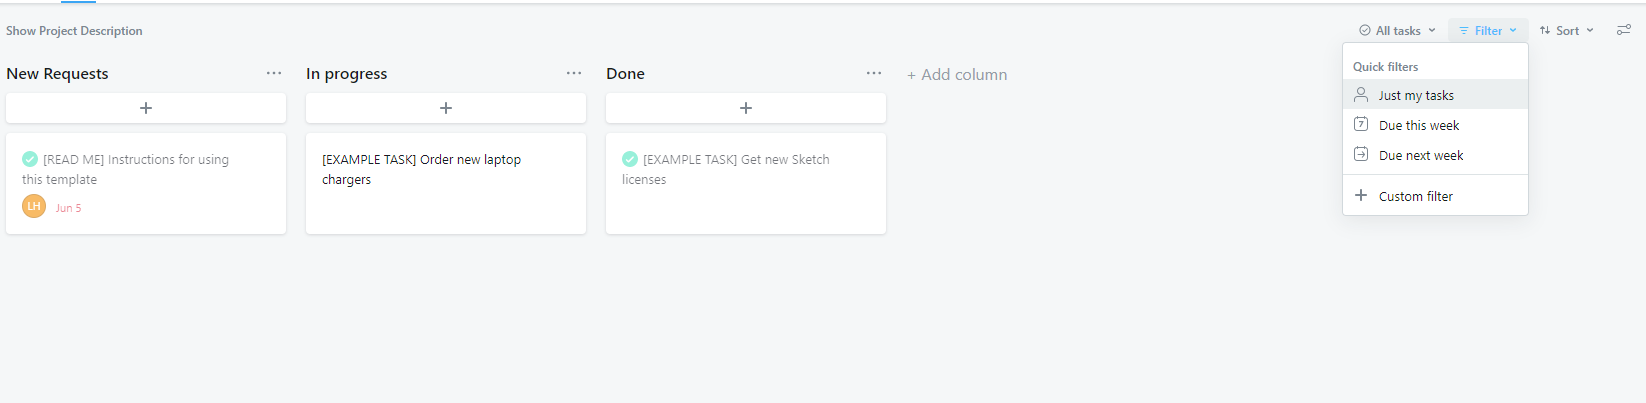 Show Project Description
All tasks
Filter
Sort
New Requests
In progress
Done
+ Add column
Quick filters
Just my tasks
7
Due this week
Due next week
Custom filter
[READ ME] Instructions for using
this template
LH
Jun 5
[EXAMPLE TASK] Order new laptop
chargers
[EXAMPLE TASK] Get new Sketch
licenses